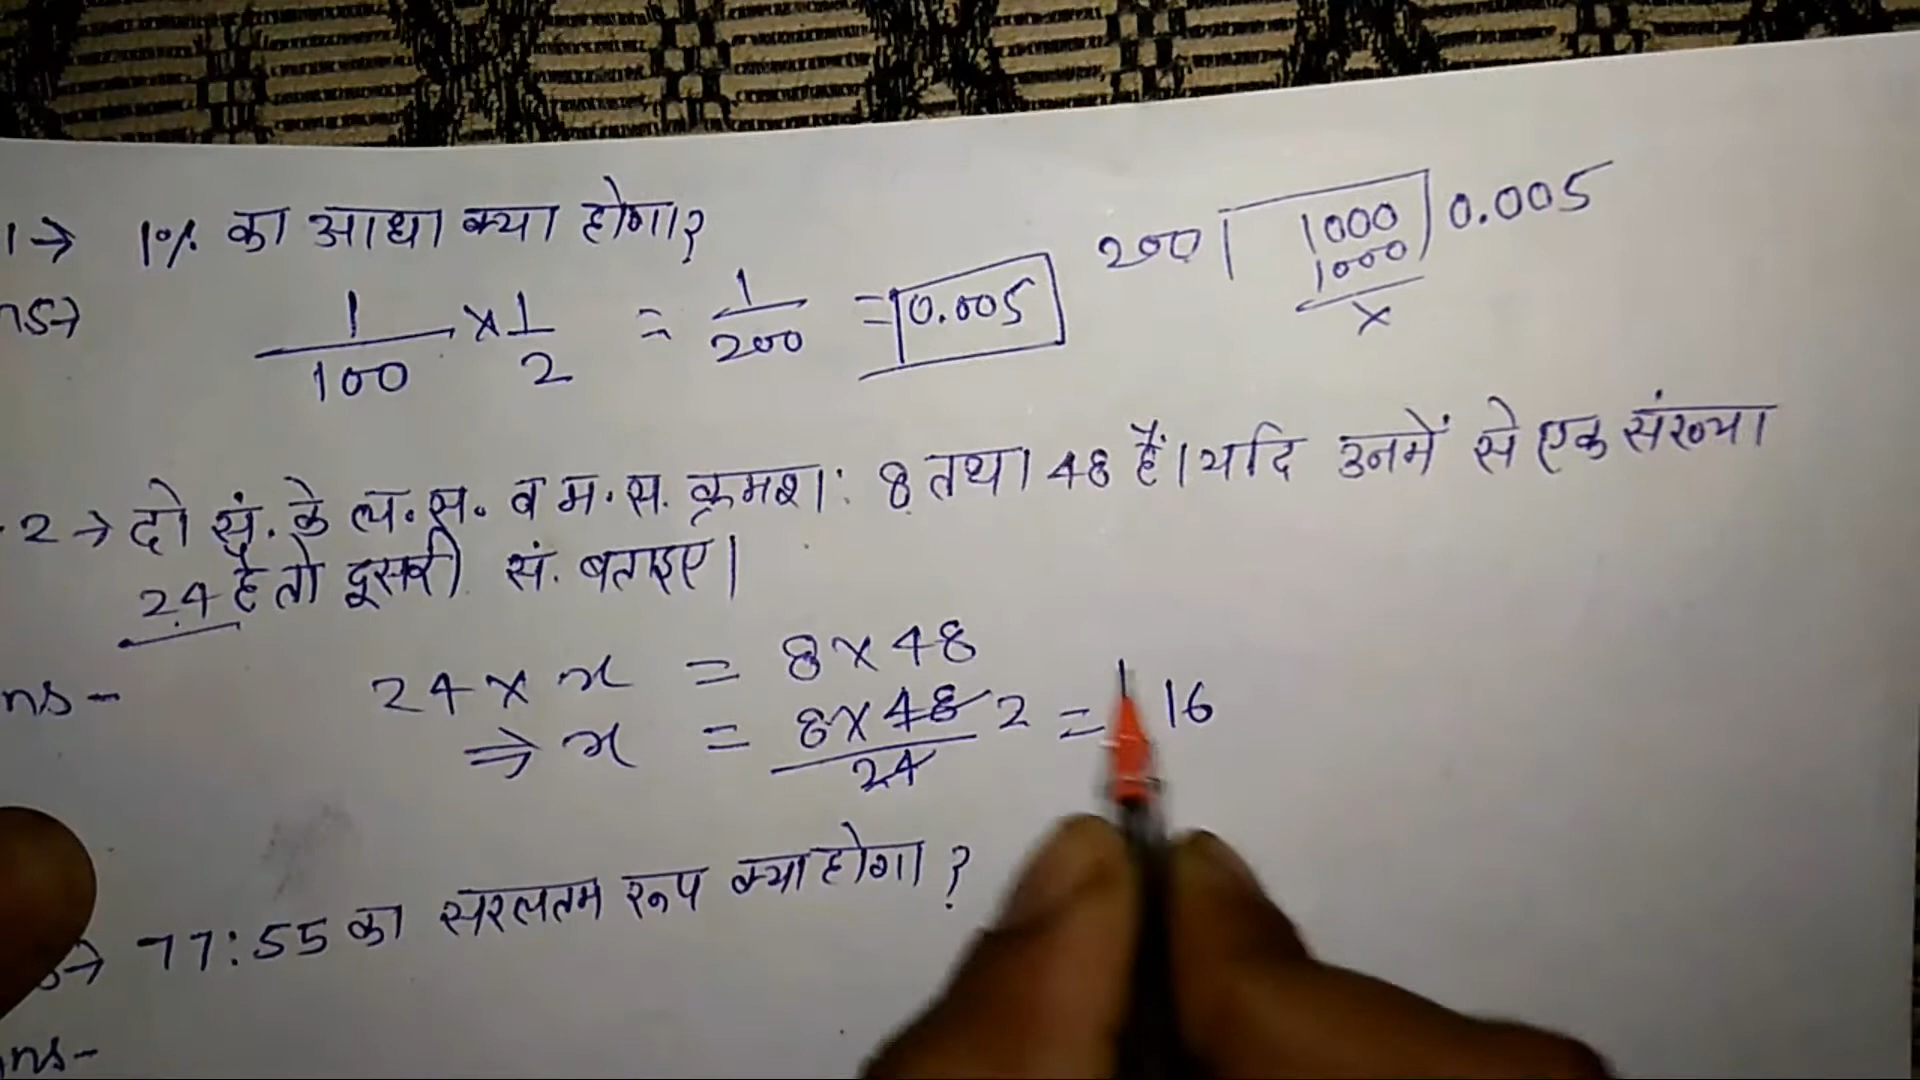 1→ 1% का आधा क्या होगा?
200 1000 0.005
1000
x
ns→ 1/100 × 1/2 = 1/200 = 0.005
2→ दो सं. के ल.स. व म.स. क्रमशः 8 तथा 48 हैं। यदि उनमें से एक संख्या
24 है तो दूसरी सं. बताइए।
ns- 24 × x = 8×48
⇒ x = 8×48/24 2 = 16
→ 77:55 का सरलतम रूप क्या होगा?
ns-